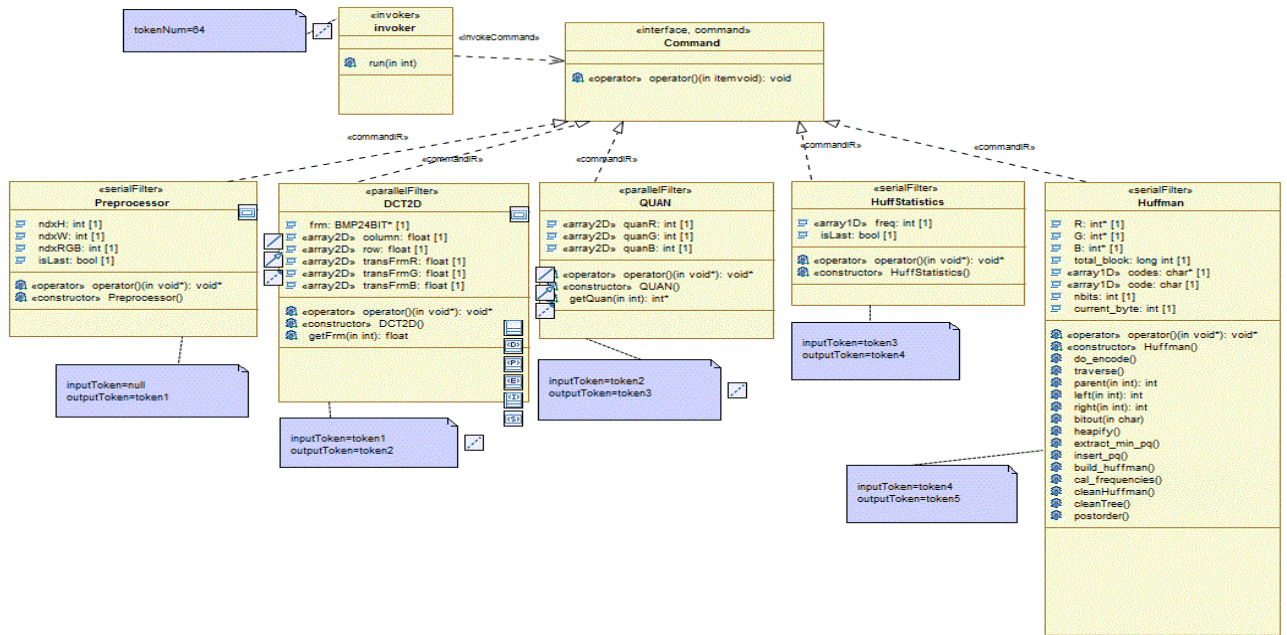 tokenNum=64
«invoker»
invoker
run(in int)
«invokeCommand»
«interface, command»
Command
«operator» operator()(in itemvoid): void
«commandIR»
«commandIR»
«commandIR»
«commandIR»
«commandIR»
«serialFilter»
Preprocessor
ndxH: int [1]
ndxW: int [1]
ndxRGB: int [1]
isLast: bool [1]
«operator» operator()(in void*): void*
«constructor» Preprocessor()
inputToken=null
outputToken=token1
«parallelFilter»
DCT2D
frm: BMP24BIT* [1]
«array2D» column: float [1]
«array2D» row: float [1]
«array2D» transFrmR: float [1]
«array2D» transFrmG: float [1]
«array2D» transFrmB: float [1]
«operator» operator()(in void*): void*
«constructor» DCT2D()
getFrm(in int): float
<D>
<P>
<E>
<I>
<S>
inputToken=token1
outputToken=token2
«parallelFilter»
QUAN
«array2D» quanR: int [1]
«array2D» quanG: int [1]
«array2D» quanB: int [1]
«operator» operator()(in void*): void*
«constructor» QUAN()
getQuan(in int): int*
inputToken=token2
outputToken=token3
«serialFilter»
HuffStatistics
«array1D» freq: int [1]
isLast: bool [1]
«operator» operator()(in void*): void*
«constructor» HuffStatistics()
inputToken=token3
outputToken=token4
«serialFilter»
Huffman
R: int* [1]
G: int* [1]
B: int* [1]
total_block: long int [1]
«array1D» codes: char* [1]
«array1D» code: char [1]
nbits: int [1]
current_byte: int [1]
«operator» operator()(in void*): void*
«constructor» Huffman()
do_encode()
traverse()
parent(in int): int
left(in int): int
right(in int): int
bitout(in char)
heapify()
extract_min_pq()
insert_pq()
build_huffman()
cal_frequencies()
cleanHuffman()
cleanTree()
postorder()
inputToken=token4
outputToken=token5